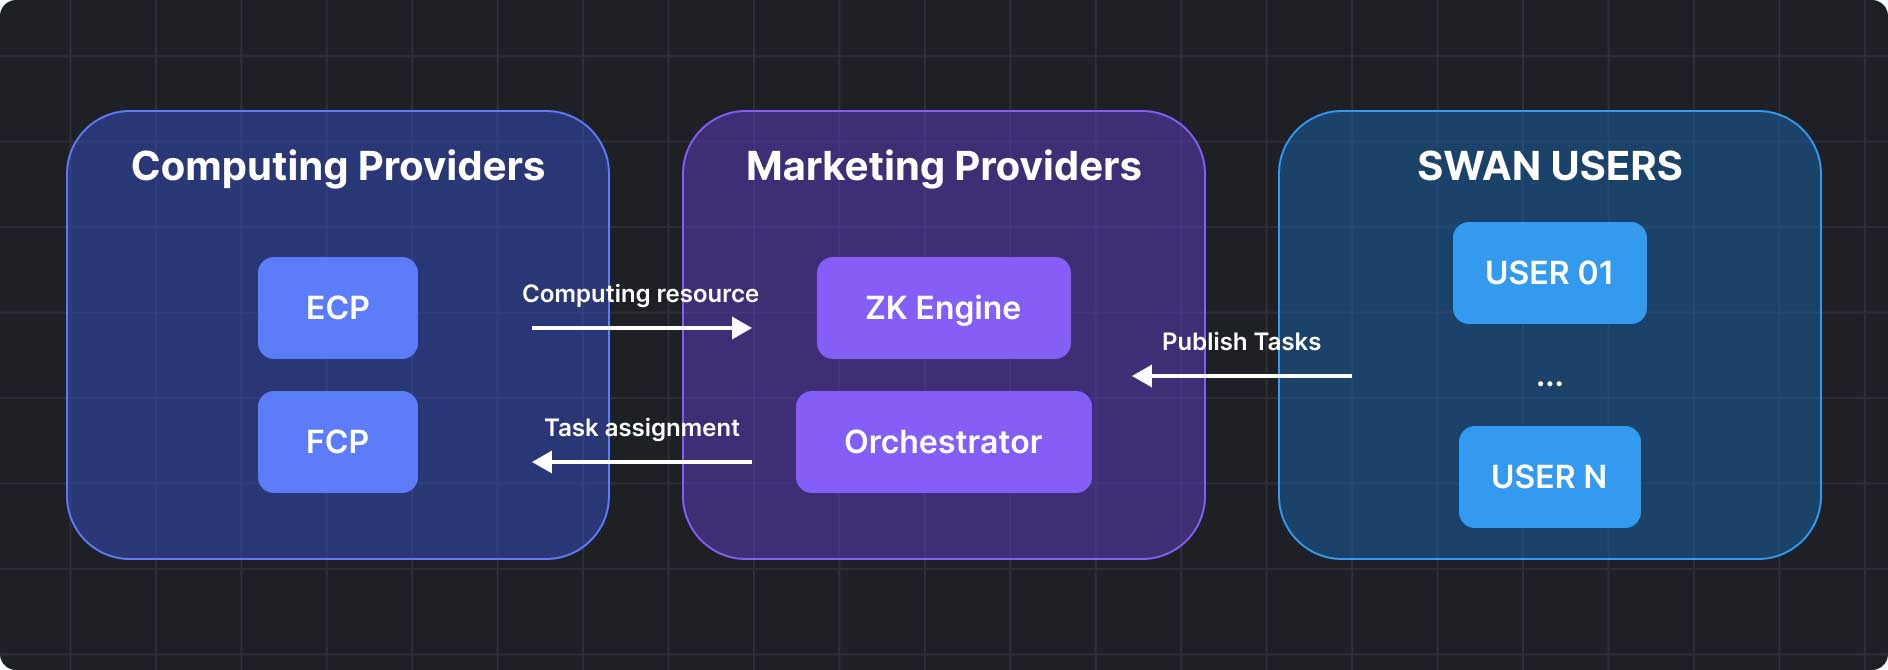 Computing Providers
ECP
FCP
Computing resource
Task assignment
Marketing Providers
ZK Engine
Orchestrator
Publish Tasks
SWAN USERS
USER 01
...
USER N